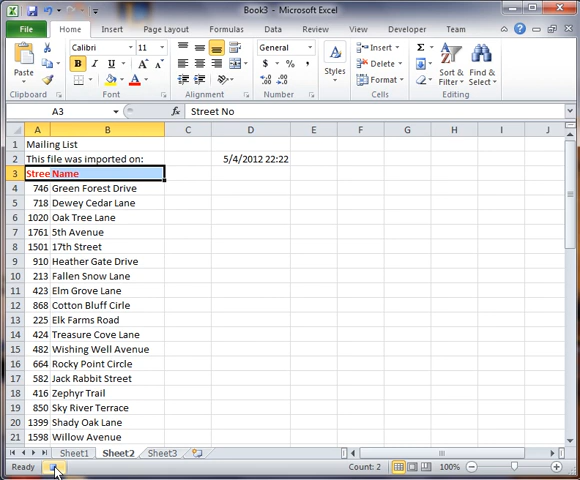 Book3 - Microsoft Excel
File Home Insert Page Layout Formulas Data Review View Developer Team
Calibri 11 General Insert Σ
Delete
Paste B I U A A $ % , Styles Format Sort & Filter Find & Select
Clipboard Font Alignment Number Cells Editing
A3 fx Street No
A B C D E F G H I J
1 Mailing List
2 This file was imported on: 5/4/2012 22:22
3 Stree Name
4 746 Green Forest Drive
5 718 Dewey Cedar Lane
6 1020 Oak Tree Lane
7 1761 5th Avenue
8 1501 17th Street
9 910 Heather Gate Drive
10 213 Fallen Snow Lane
11 423 Elm Grove Lane
12 868 Cotton Bluff Cirle
13 225 Elk Farms Road
14 424 Treasure Cove Lane
15 482 Wishing Well Avenue
16 664 Rocky Point Circle
17 582 Jack Rabbit Street
18 416 Zephyr Trail
19 850 Sky River Terrace
20 1399 Shady Oak Lane
21 1598 Willow Avenue
Sheet1 Sheet2 Sheet3
Ready Count: 2 100%